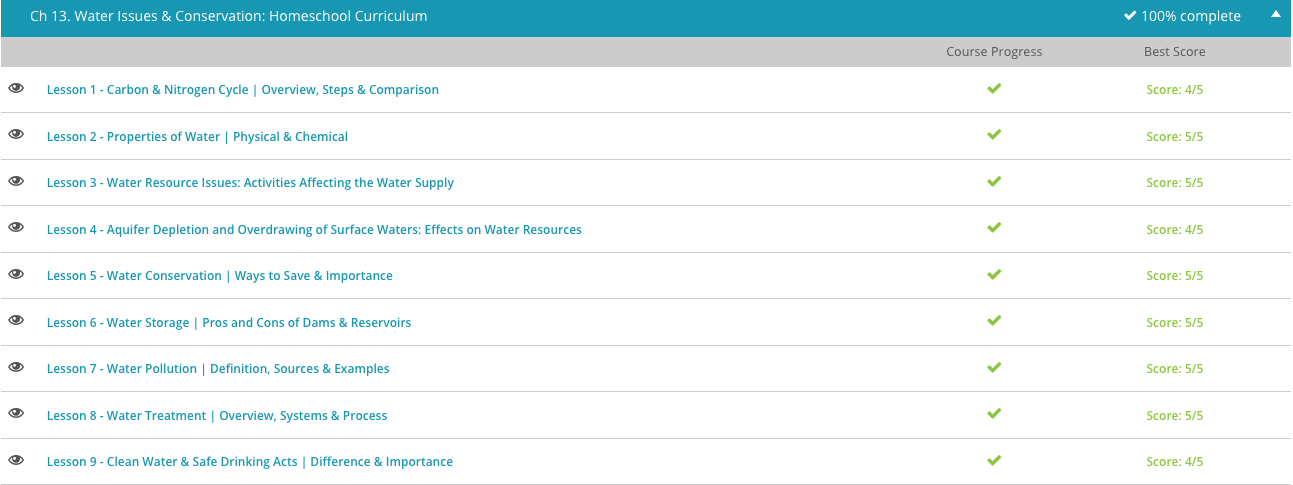 Ch 13. Water Issues & Conservation: Homeschool Curriculum 100% complete
Course Progress Best Score
Lesson 1 - Carbon & Nitrogen Cycle | Overview, Steps & Comparison Score: 4/5
Lesson 2 - Properties of Water | Physical & Chemical Score: 5/5
Lesson 3 - Water Resource Issues: Activities Affecting the Water Supply Score: 5/5
Lesson 4 - Aquifer Depletion and Overdrawing of Surface Waters: Effects on Water Resources Score: 4/5
Lesson 5 - Water Conservation | Ways to Save & Importance Score: 5/5
Lesson 6 - Water Storage | Pros and Cons of Dams & Reservoirs Score: 5/5
Lesson 7 - Water Pollution | Definition, Sources & Examples Score: 5/5
Lesson 8 - Water Treatment | Overview, Systems & Process Score: 5/5
Lesson 9 - Clean Water & Safe Drinking Acts | Difference & Importance Score: 4/5